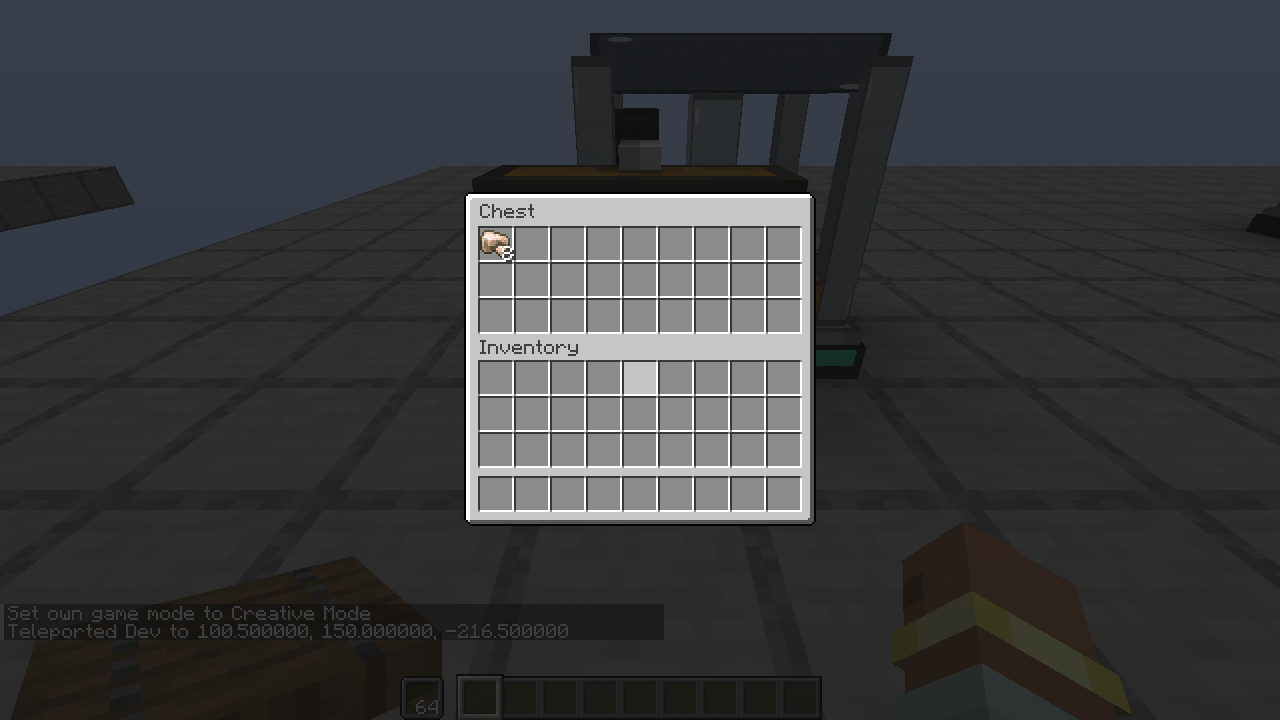 Chest
8
Inventory
Set own game mode to Creative Mode
Teleported Dev to 100.500000, 150.000000, -216.500000
64